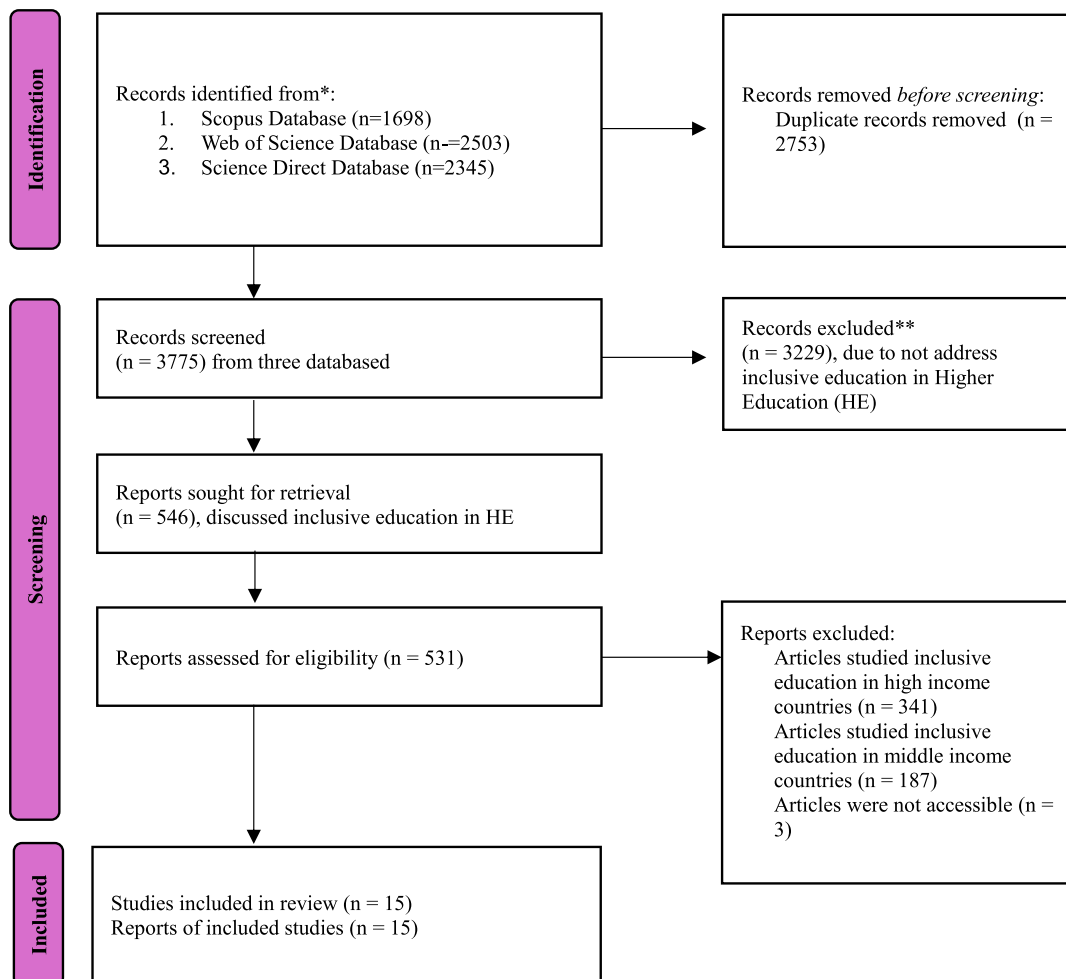 Identification
Records identified from*:
1. Scopus Database (n=1698)
2. Web of Science Database (n-=2503)
3. Science Direct Database (n=2345)
Records removed before screening:
Duplicate records removed (n =
2753)
Screening
Records screened
(n = 3775) from three databased
Records excluded**
(n = 3229), due to not address
inclusive education in Higher
Education (HE)
Reports sought for retrieval
(n = 546), discussed inclusive education in HE
Reports assessed for eligibility (n = 531)
Reports excluded:
Articles studied inclusive
education in high income
countries (n = 341)
Articles studied inclusive
education in middle income
countries (n = 187)
Articles were not accessible (n =
3)
Included
Studies included in review (n = 15)
Reports of included studies (n = 15)